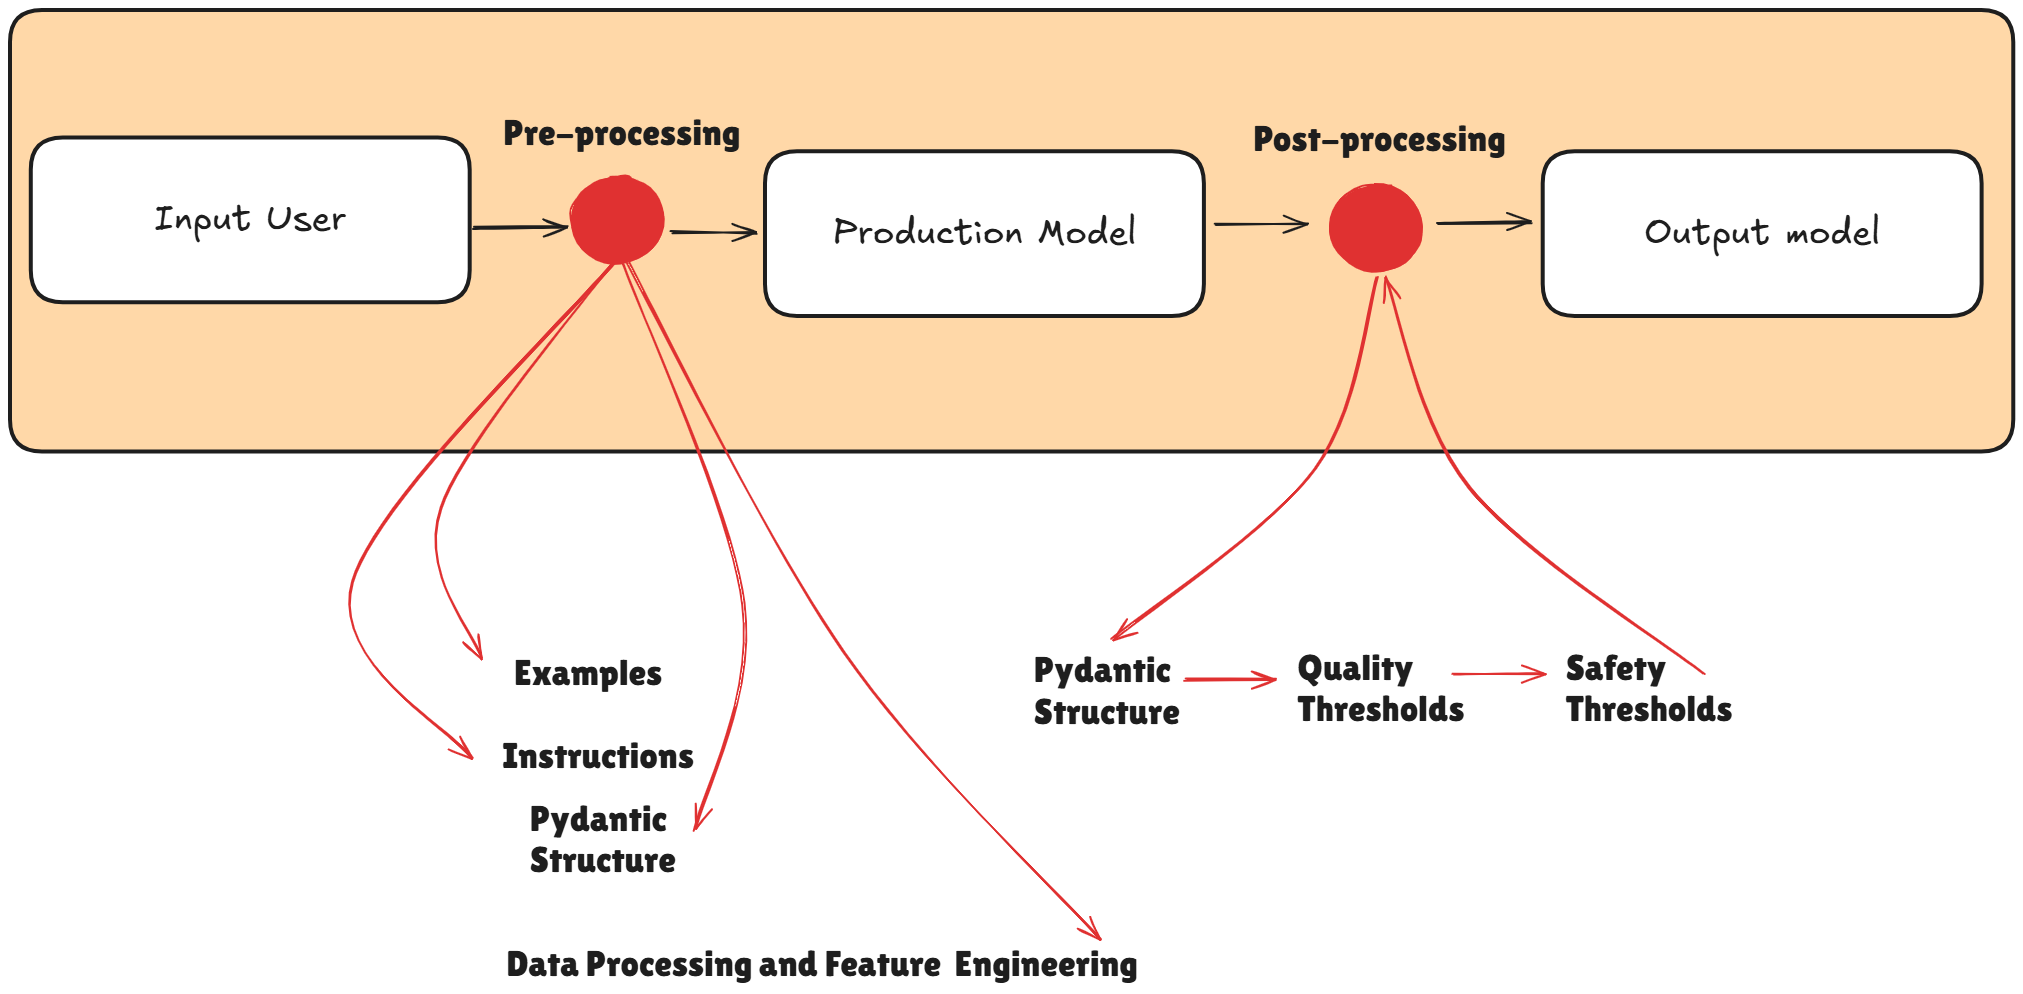 Pre-processing
Post-processing
Input User
Production Model
Output model
Examples
Instructions
Pydantic
Structure
Data Processing and Feature Engineering
Pydantic
Structure
Quality
Thresholds
Safety
Thresholds